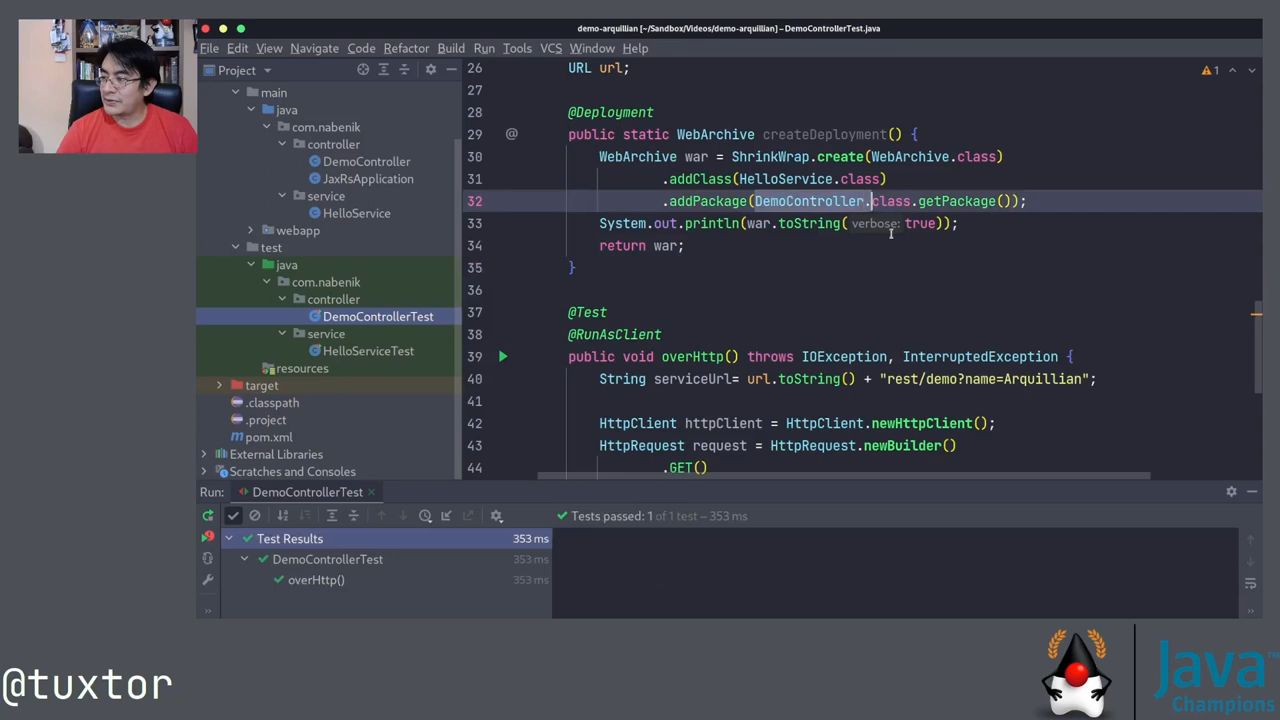 demo-arquillian [~/Sandbox/Videos/demo-arquillian] – DemoControllerTest.java
File Edit View Navigate Code Refactor Build Run Tools VCS Window Help
Project
main
java
com.nabenik
controller
DemoController
JaxRsApplication
service
HelloService
webapp
test
java
com.nabenik
controller
DemoControllerTest
service
HelloServiceTest
resources
target
.classpath
.project
pom.xml
External Libraries
Scratches and Consoles
1
26 URL url;
27
28 @Deployment
29 @ public static WebArchive createDeployment() {
30 WebArchive war = ShrinkWrap.create(WebArchive.class)
31 .addClass(HelloService.class)
32 .addPackage(DemoController.class.getPackage());
33 System.out.println(war.toString( verbose: true));
34 return war;
35 }
36
37 @Test
38 @RunAsClient
39 public void overHttp() throws IOException, InterruptedException {
40 String serviceUrl= url.toString() + "rest/demo?name=Arquillian";
41
42 HttpClient httpClient = HttpClient.newHttpClient();
43 HttpRequest request = HttpRequest.newBuilder()
44 .GET()
Run: DemoControllerTest
Tests passed: 1 of 1 test – 353 ms
Test Results 353 ms
DemoControllerTest 353 ms
overHttp() 353 ms
@tuxtor
Java
Champions